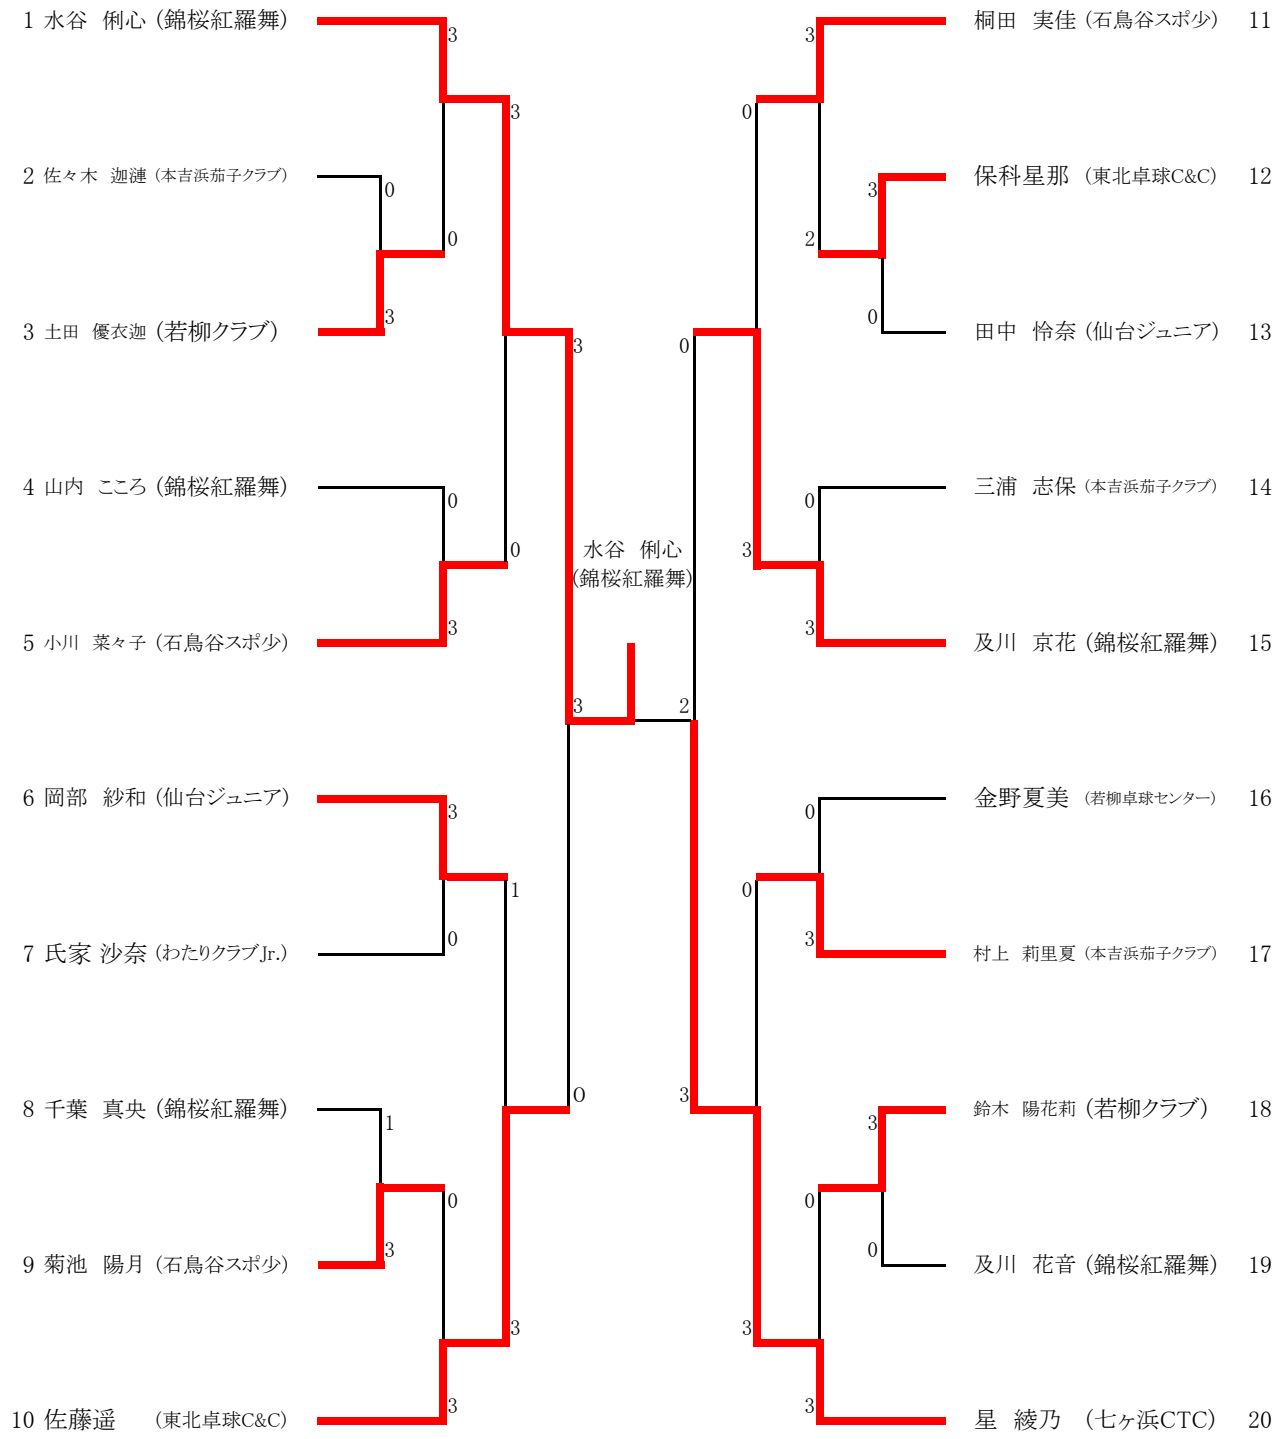 1 水谷 俐心 (錦桜紅羅舞)
3
3
2 佐々木 迦漣 (本吉浜茄子クラブ)
0
0
3 土田 優衣迦 (若柳クラブ)
3
3
4 山内 こころ (錦桜紅羅舞)
0
0
5 小川 菜々子 (石鳥谷スポ少)
3
3
6 岡部 紗和 (仙台ジュニア)
3
1
7 氏家 沙奈 (わたりクラブJr.)
0
8 千葉 真央 (錦桜紅羅舞)
1
0
0
9 菊池 陽月 (石鳥谷スポ少)
3
3
10 佐藤遥 (東北卓球C&C)
3
水谷 俐心
(錦桜紅羅舞)
桐田 実佳 (石鳥谷スポ少) 11
3
0
保科星那 (東北卓球C&C) 12
3
2
田中 怜奈 (仙台ジュニア) 13
0
0
三浦 志保 (本吉浜茄子クラブ) 14
0
3
及川 京花 (錦桜紅羅舞) 15
3
2
金野夏美 (若柳卓球センター) 16
0
0
村上 莉里夏 (本吉浜茄子クラブ) 17
3
鈴木 陽花莉 (若柳クラブ) 18
3
3
0
及川 花音 (錦桜紅羅舞) 19
0
3
星 綾乃 (七ヶ浜CTC) 20
3